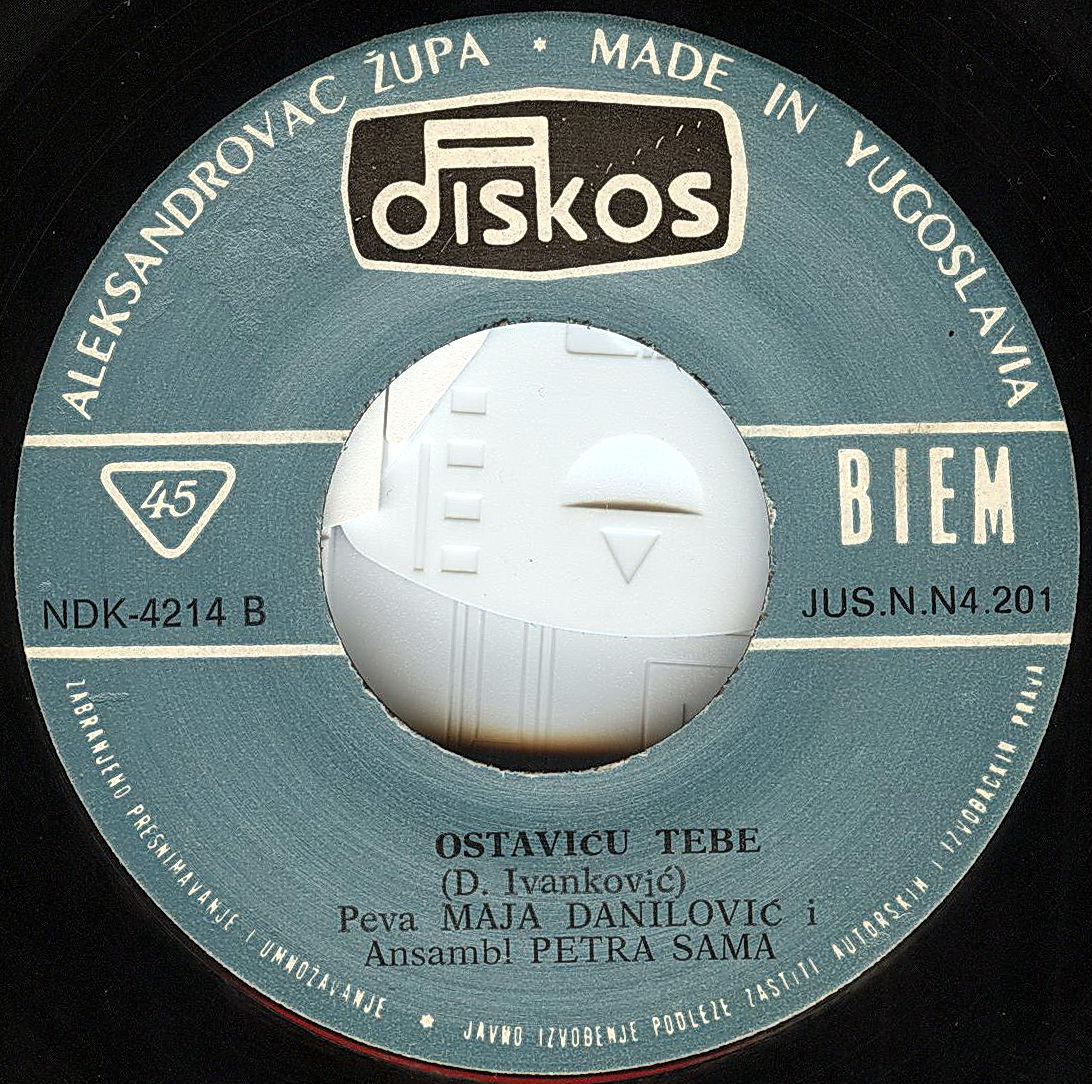 ALEKSANDROVAC ŽUPA * MADE IN YUGOSLAVIA
diskos
45
BIEM
NDK-4214 B
JUS.N.N4.201
OSTAVIĆU TEBE
(D. Ivanković)
Peva MAJA DANILOVIĆ i
Ansambl PETRA SAMA
ZABRANJENO PRESNIMAVANJE I UMNOŽAVANJE * JAVNO IZVOĐENJE PODLEŽE ZAŠTITI AUTORSKIH I IZVOĐAČKIH PRAVA